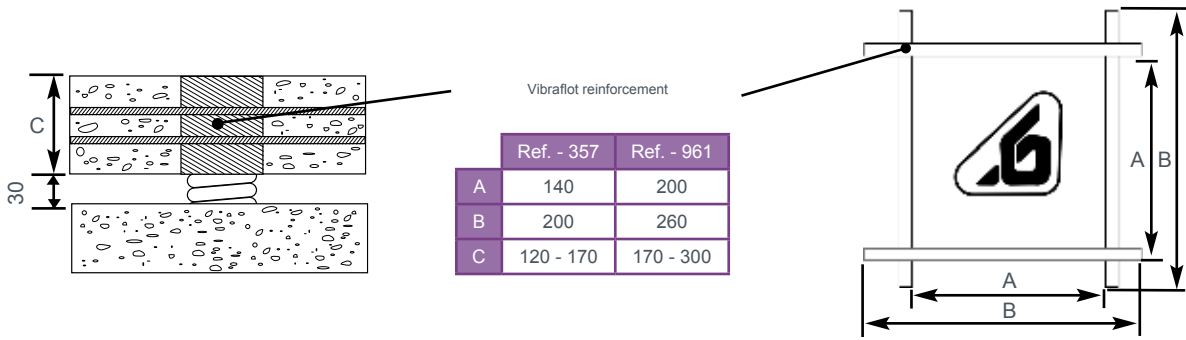 C
30
Vibraflot reinforcement
Ref. - 357 Ref. - 961
A 140 200
B 200 260
C 120 - 170 170 - 300
A B
A
B